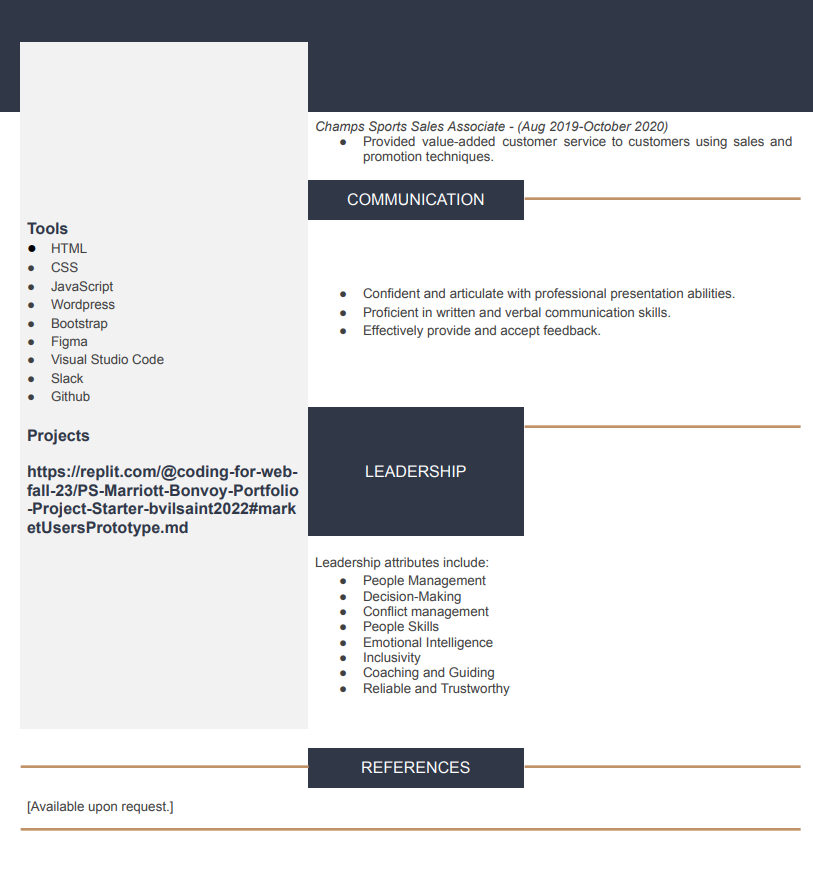 Champs Sports Sales Associate - (Aug 2019-October 2020)
● Provided value-added customer service to customers using sales and
promotion techniques.
COMMUNICATION
Tools
● HTML
● CSS
● JavaScript
● Wordpress
● Bootstrap
● Figma
● Visual Studio Code
● Slack
● Github
Projects
https://replit.com/@coding-for-web-
fall-23/PS-Marriott-Bonvoy-Portfolio
-Project-Starter-bvilsaint2022#mark
etUsersPrototype.md
● Confident and articulate with professional presentation abilities.
● Proficient in written and verbal communication skills.
● Effectively provide and accept feedback.
LEADERSHIP
Leadership attributes include:
● People Management
● Decision-Making
● Conflict management
● People Skills
● Emotional Intelligence
● Inclusivity
● Coaching and Guiding
● Reliable and Trustworthy
REFERENCES
[Available upon request.]